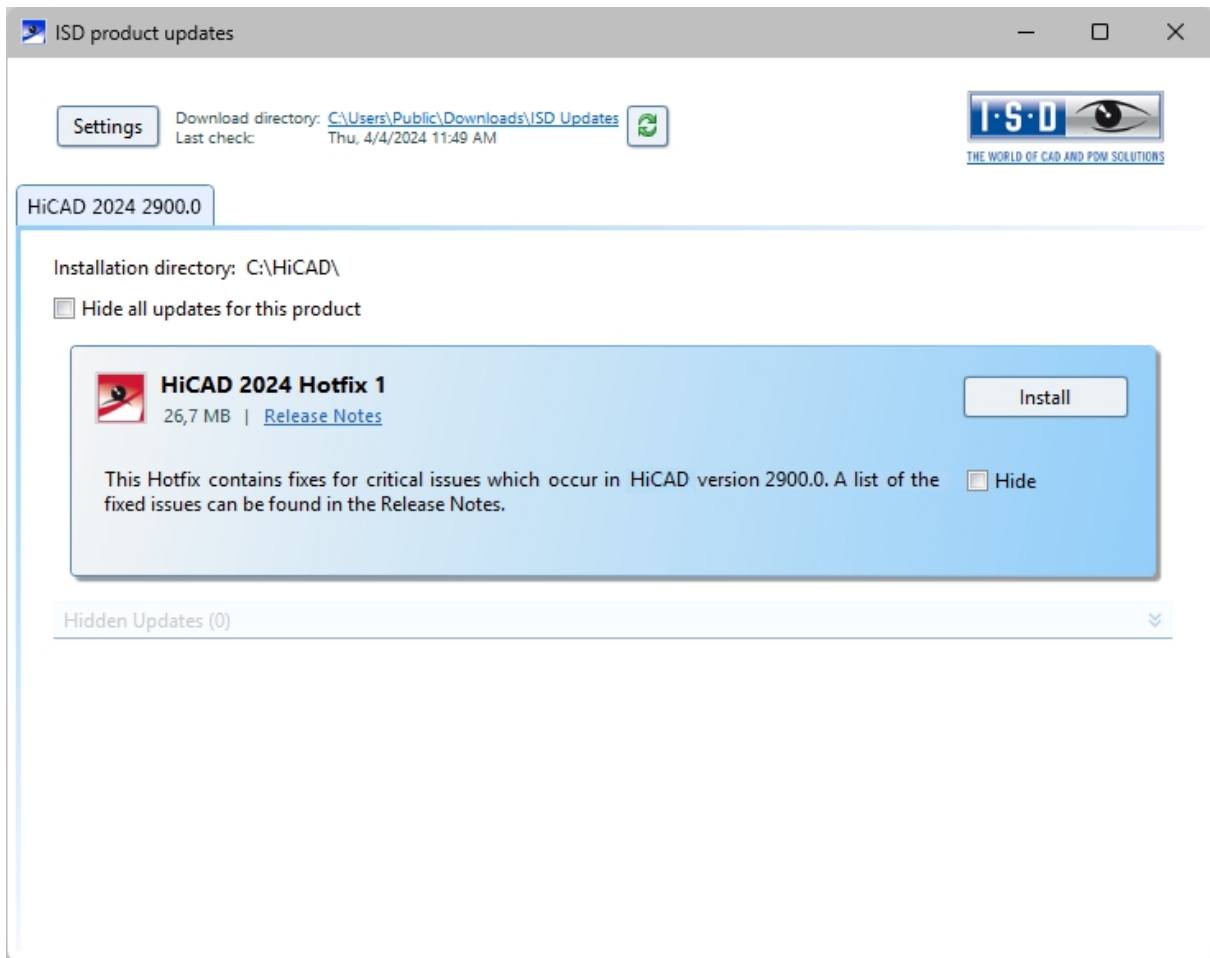 ISD product updates
Settings
Download directory: C:\Users\Public\Downloads\ISD Updates
Last check: Thu, 4/4/2024 11:49 AM
I·S·D
THE WORLD OF CAD AND PDM SOLUTIONS
HiCAD 2024 2900.0
Installation directory: C:\HiCAD\
Hide all updates for this product
HiCAD 2024 Hotfix 1
26,7 MB | Release Notes
Install
This Hotfix contains fixes for critical issues which occur in HiCAD version 2900.0. A list of the
fixed issues can be found in the Release Notes.
Hide
Hidden Updates (0)